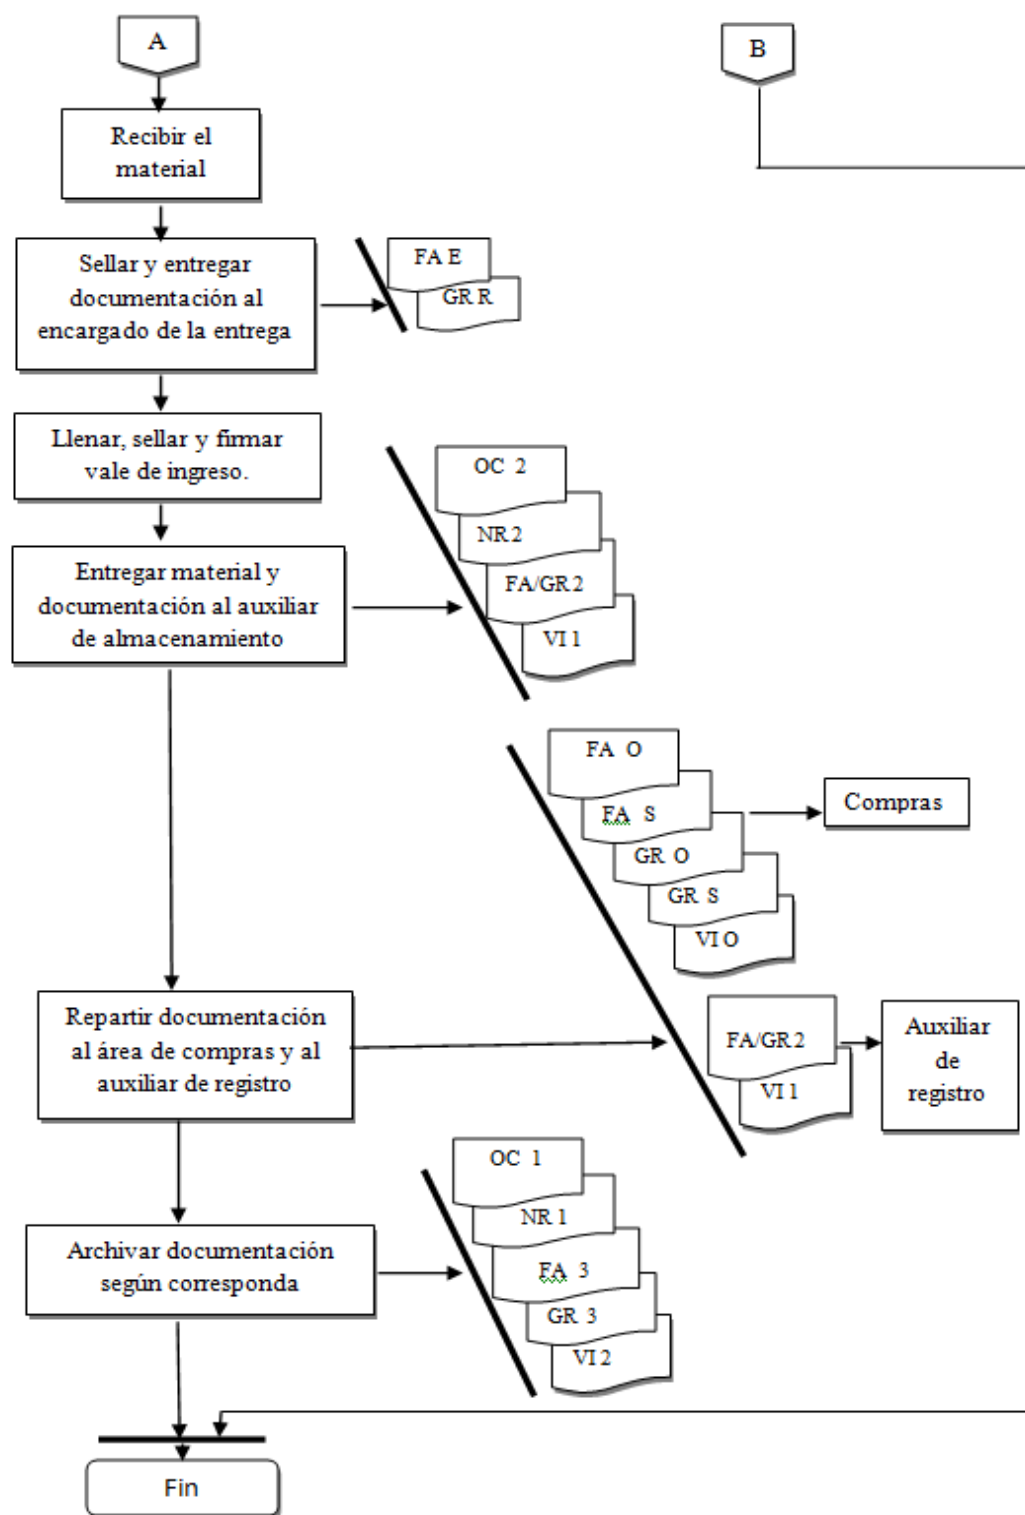 A
B
Recibir el
material
Sellar y entregar
documentación al
encargado de la entrega
FA E
GR R
Llenar, sellar y firmar
vale de ingreso.
OC 2
NR 2
FA/GR 2
VI 1
Entregar material y
documentación al auxiliar
de almacenamiento
FA O
FA S
GR O
GR S
VI O
Compras
Repartir documentación
al área de compras y al
auxiliar de registro
FA/GR 2
VI 1
Auxiliar
de
registro
OC 1
NR 1
FA 3
GR 3
VI 2
Archivar documentación
según corresponda
Fin